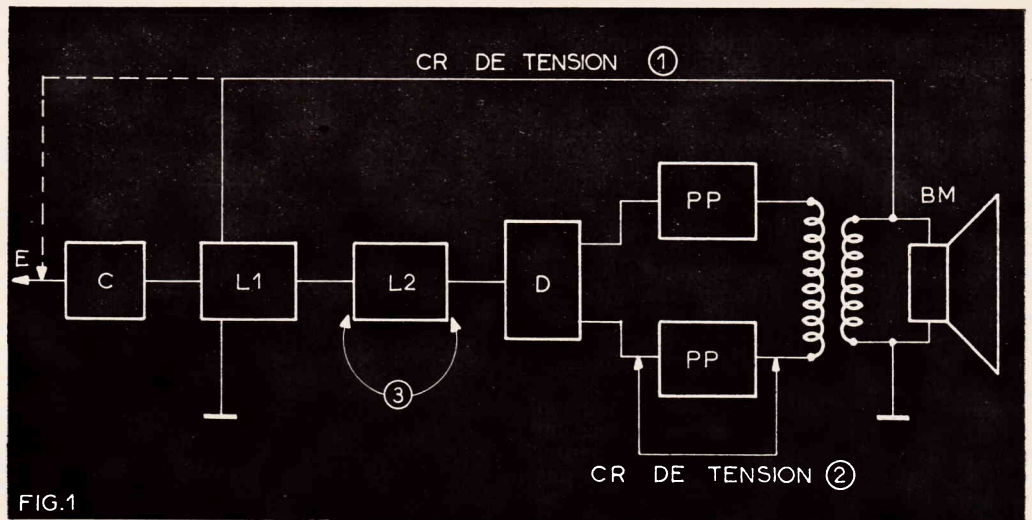 CR DE TENSION 1
E
C
L1
L2
D
PP
PP
BM
3
CR DE TENSION 2
FIG.1